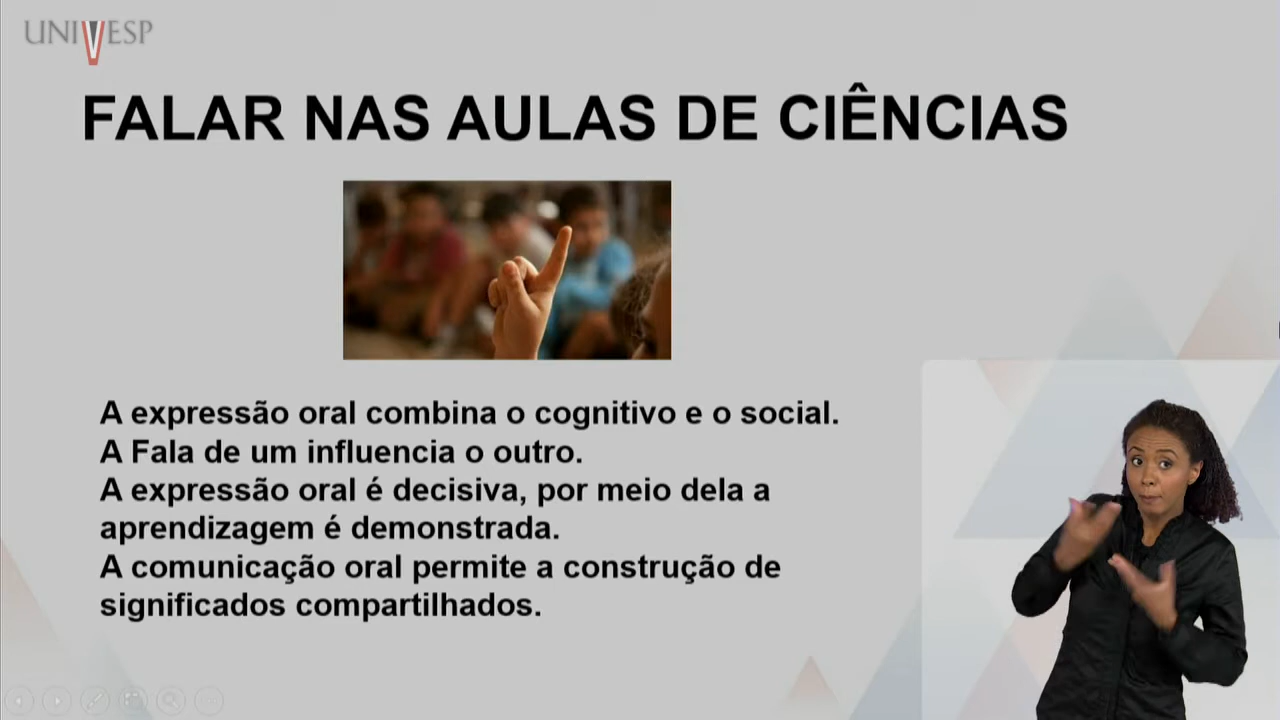 UNIVESP
FALAR NAS AULAS DE CIÊNCIAS
A expressão oral combina o cognitivo e o social.
A Fala de um influencia o outro.
A expressão oral é decisiva, por meio dela a
aprendizagem é demonstrada.
A comunicação oral permite a construção de
significados compartilhados.